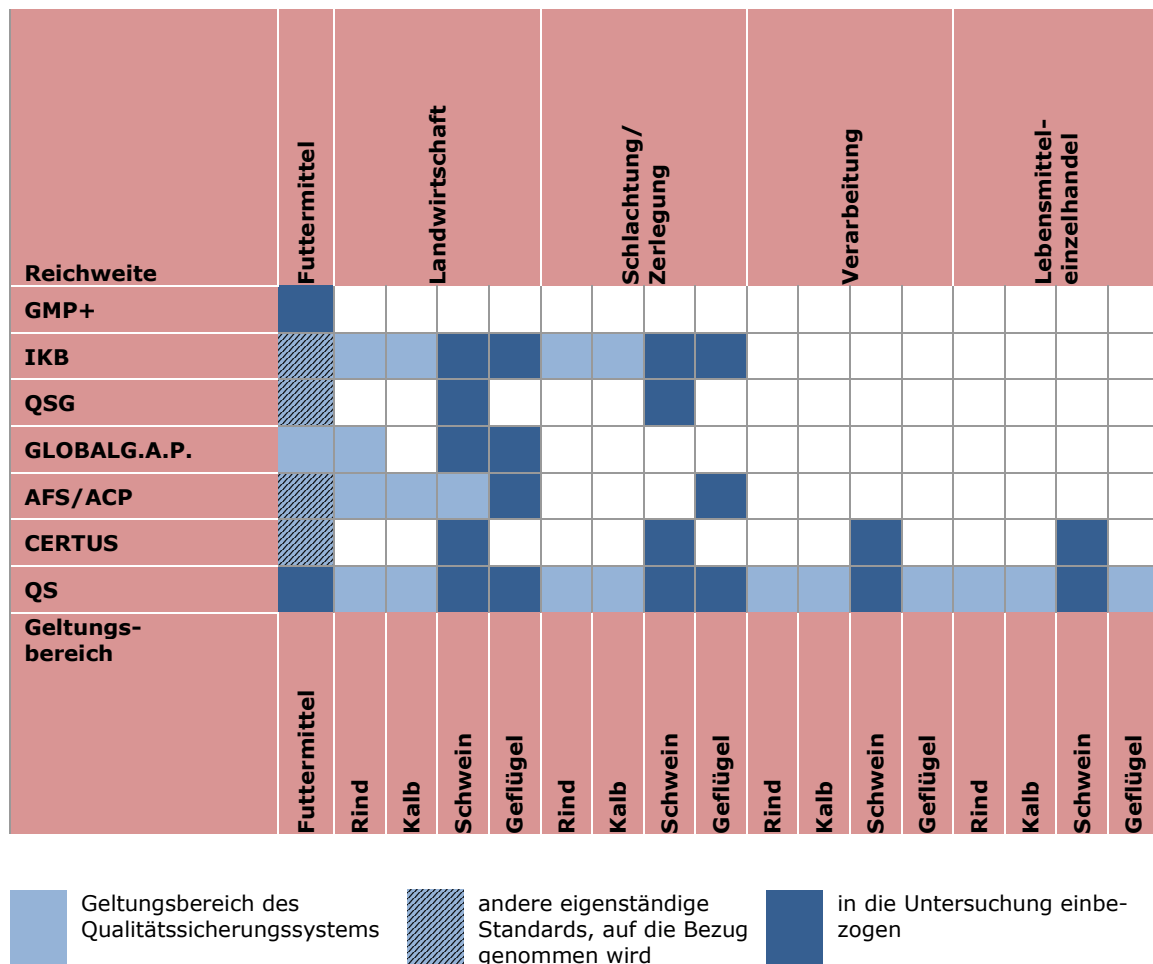 Reichweite
Futtermittel
Landwirtschaft
Schlachtung/
Zerlegung
Verarbeitung
Lebensmittel-
einzelhandel
GMP+
IKB
QSG
GLOBALG.A.P.
AFS/ACP
CERTUS
QS
Geltungs-
bereich
Futtermittel
Rind
Kalb
Schwein
Geflügel
Rind
Kalb
Schwein
Geflügel
Rind
Kalb
Schwein
Geflügel
Rind
Kalb
Schwein
Geflügel
Geltungsbereich des
Qualitätssicherungssystems
andere eigenständige
Standards, auf die Bezug
genommen wird
in die Untersuchung einbe-
zogen